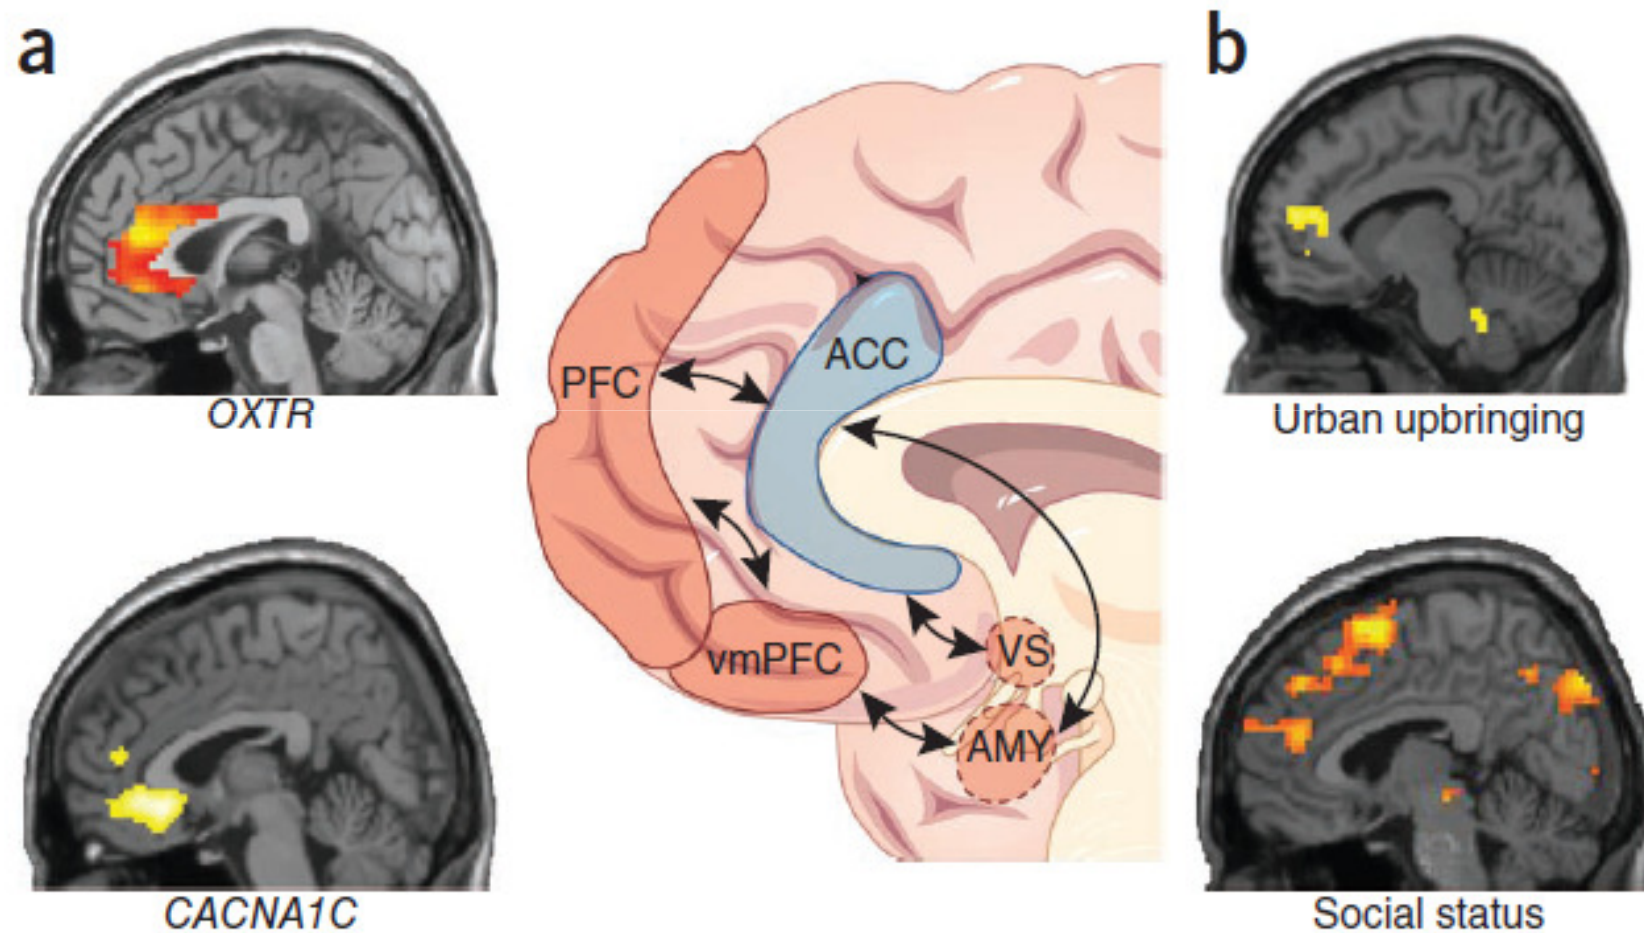 a
OXTR
CACNA1C
PFC
ACC
vmPFC
VS
AMY
b
Urban upbringing
Social status